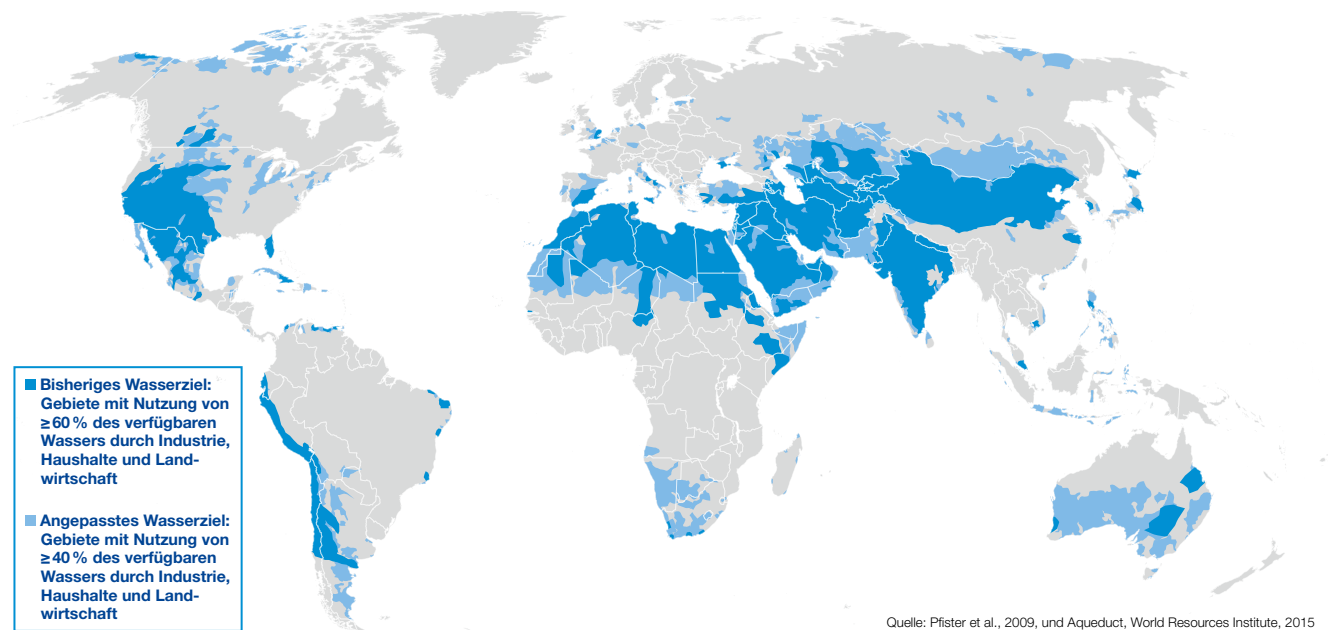 Bisheriges Wasserziel:
Gebiete mit Nutzung von
≥60 % des verfügbaren
Wassers durch Industrie,
Haushalte und Land-
wirtschaft
Angepasstes Wasserziel:
Gebiete mit Nutzung von
≥40 % des verfügbaren
Wassers durch Industrie,
Haushalte und Land-
wirtschaft
Quelle: Pfister et al., 2009, und Aqueduct, World Resources Institute, 2015